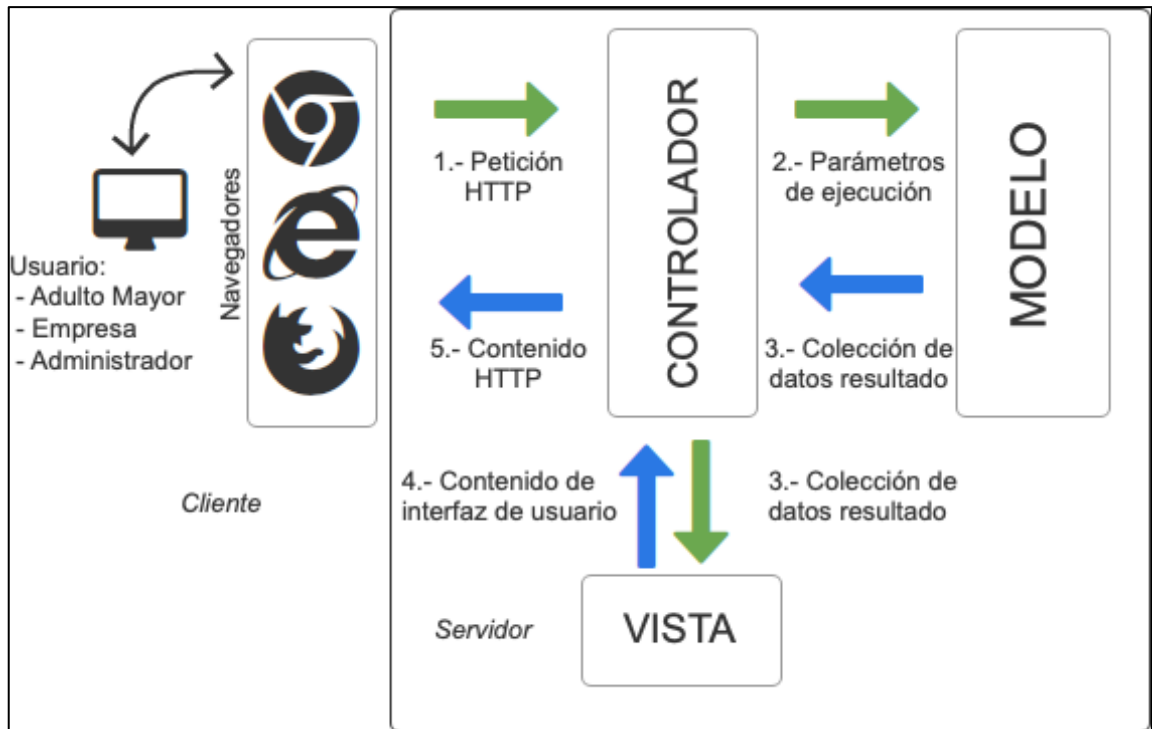 Usuario:
- Adulto Mayor
- Empresa
- Administrador
Navegadores
Cliente
1.- Petición
HTTP
5.- Contenido
HTTP
CONTROLADOR
2.- Parámetros
de ejecución
3.- Colección de
datos resultado
MODELO
4.- Contenido de
interfaz de usuario
3.- Colección de
datos resultado
Servidor
VISTA